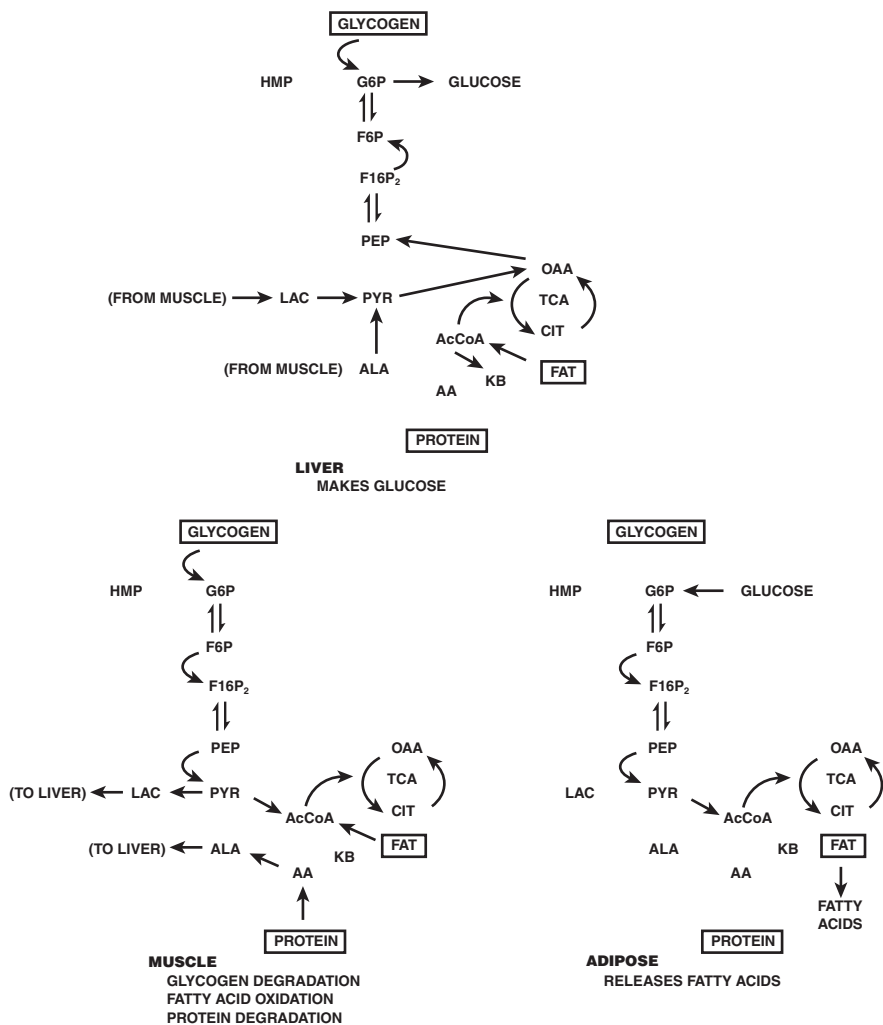 GLYCOGEN
HMP G6P GLUCOSE
F6P
F16P₂
PEP
OAA
(FROM MUSCLE) LAC PYR TCA
CIT
AcCoA
(FROM MUSCLE) ALA KB FAT
AA
PROTEIN
LIVER
MAKES GLUCOSE
GLYCOGEN
HMP G6P
F6P
F16P₂
PEP OAA
TCA
(TO LIVER) LAC PYR CIT
AcCoA
(TO LIVER) ALA KB FAT
AA
PROTEIN
MUSCLE
GLYCOGEN DEGRADATION
FATTY ACID OXIDATION
PROTEIN DEGRADATION
GLYCOGEN
HMP G6P GLUCOSE
F6P
F16P₂
PEP OAA
TCA
LAC PYR CIT
AcCoA
ALA KB FAT
AA
FATTY
ACIDS
PROTEIN
ADIPOSE
RELEASES FATTY ACIDS